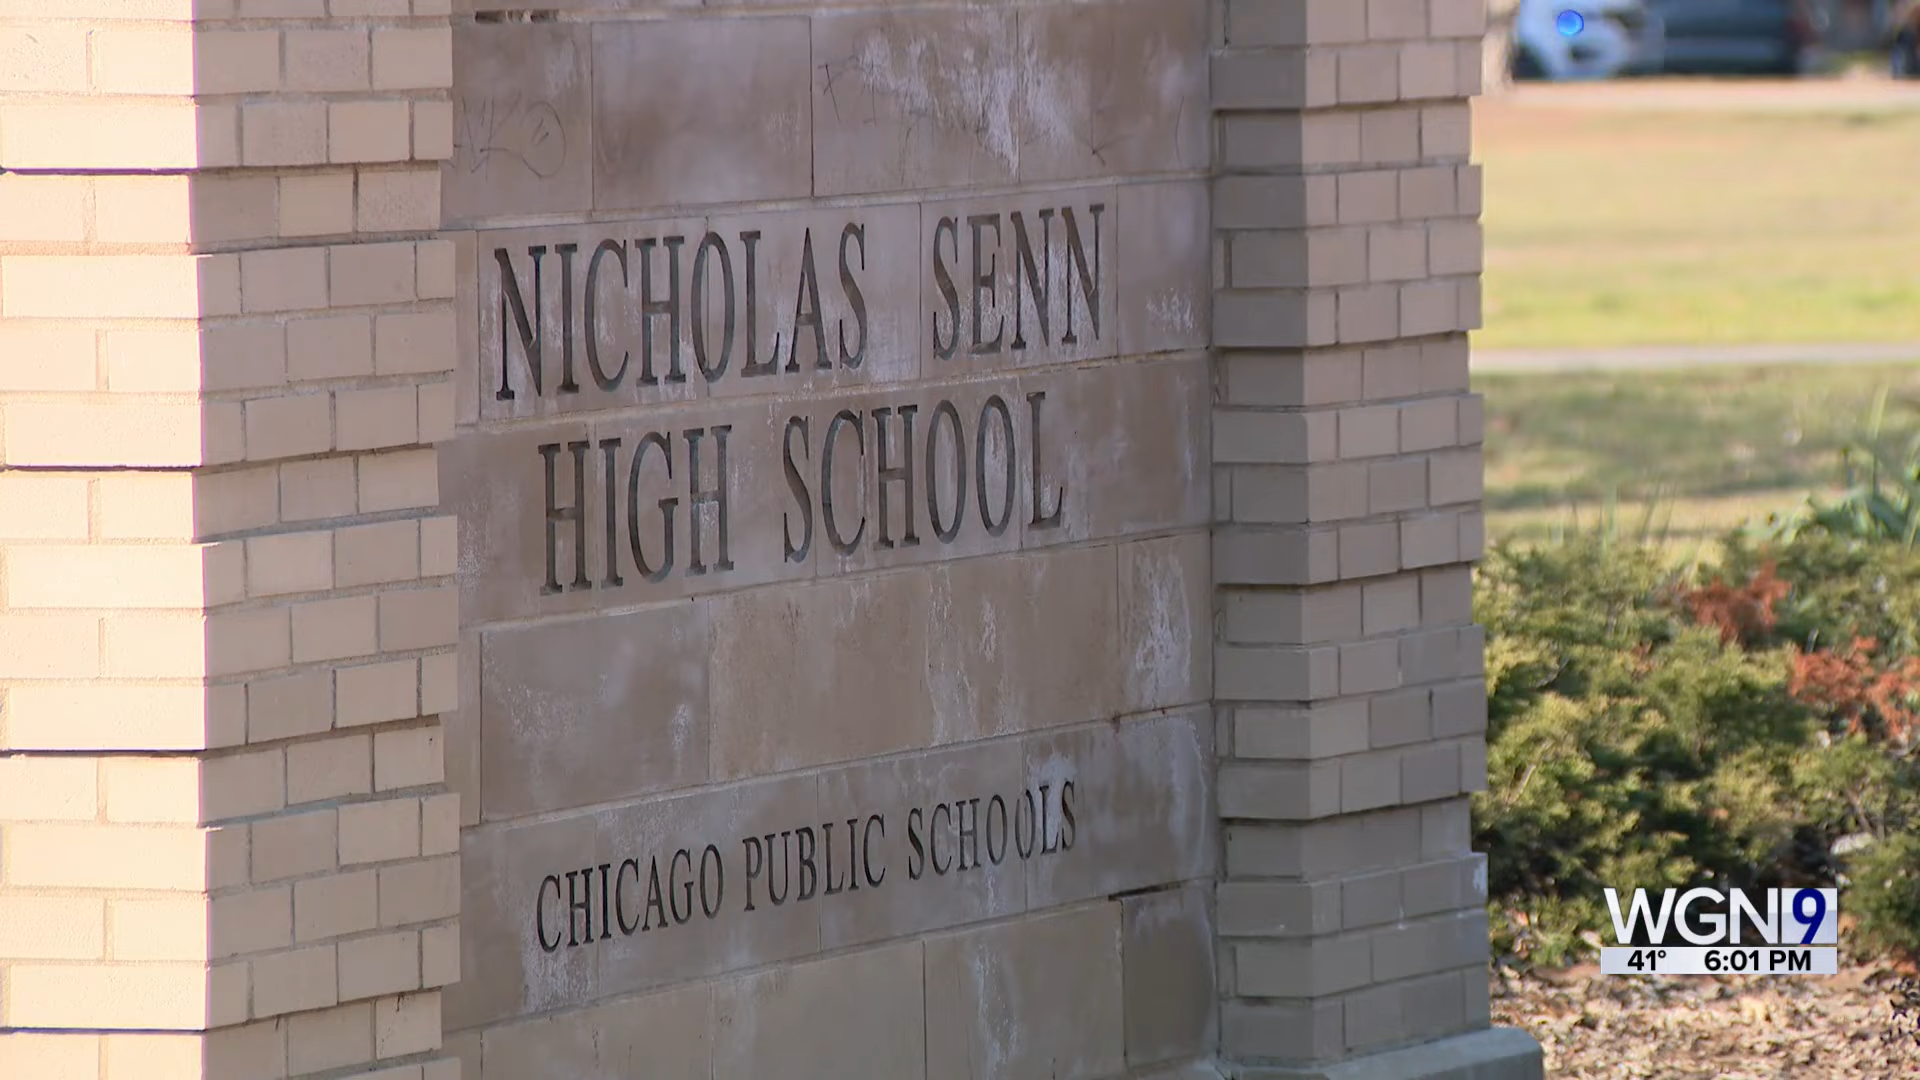 NICHOLAS SENN
HIGH SCHOOL
CHICAGO PUBLIC SCHOOLS
WGN9
41° 6:01 PM